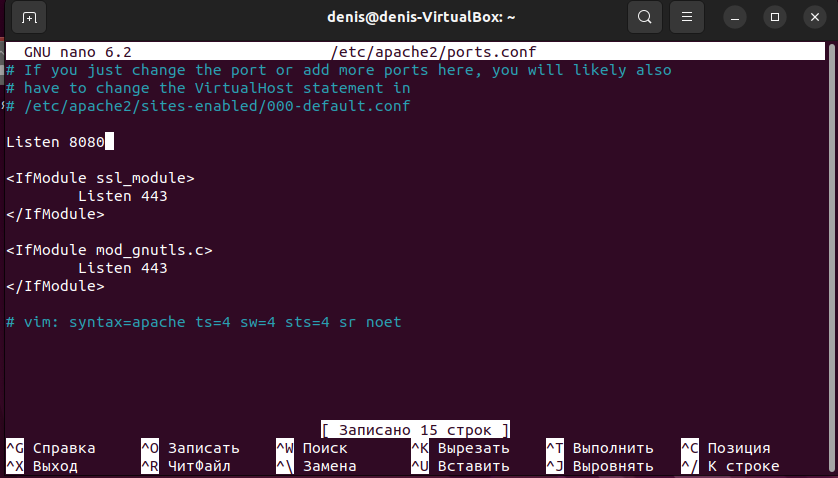 denis@denis-VirtualBox: ~
GNU nano 6.2 /etc/apache2/ports.conf
# If you just change the port or add more ports here, you will likely also
# have to change the VirtualHost statement in
# /etc/apache2/sites-enabled/000-default.conf
Listen 8080
<IfModule ssl_module>
Listen 443
</IfModule>
<IfModule mod_gnutls.c>
Listen 443
</IfModule>
# vim: syntax=apache ts=4 sw=4 sts=4 sr noet
[ Записано 15 строк ]
^G Справка ^O Записать ^W Поиск ^K Вырезать ^T Выполнить ^C Позиция
^X Выход ^R ЧитФайл ^\ Замена ^U Вставить ^J Выровнять ^/ К строке